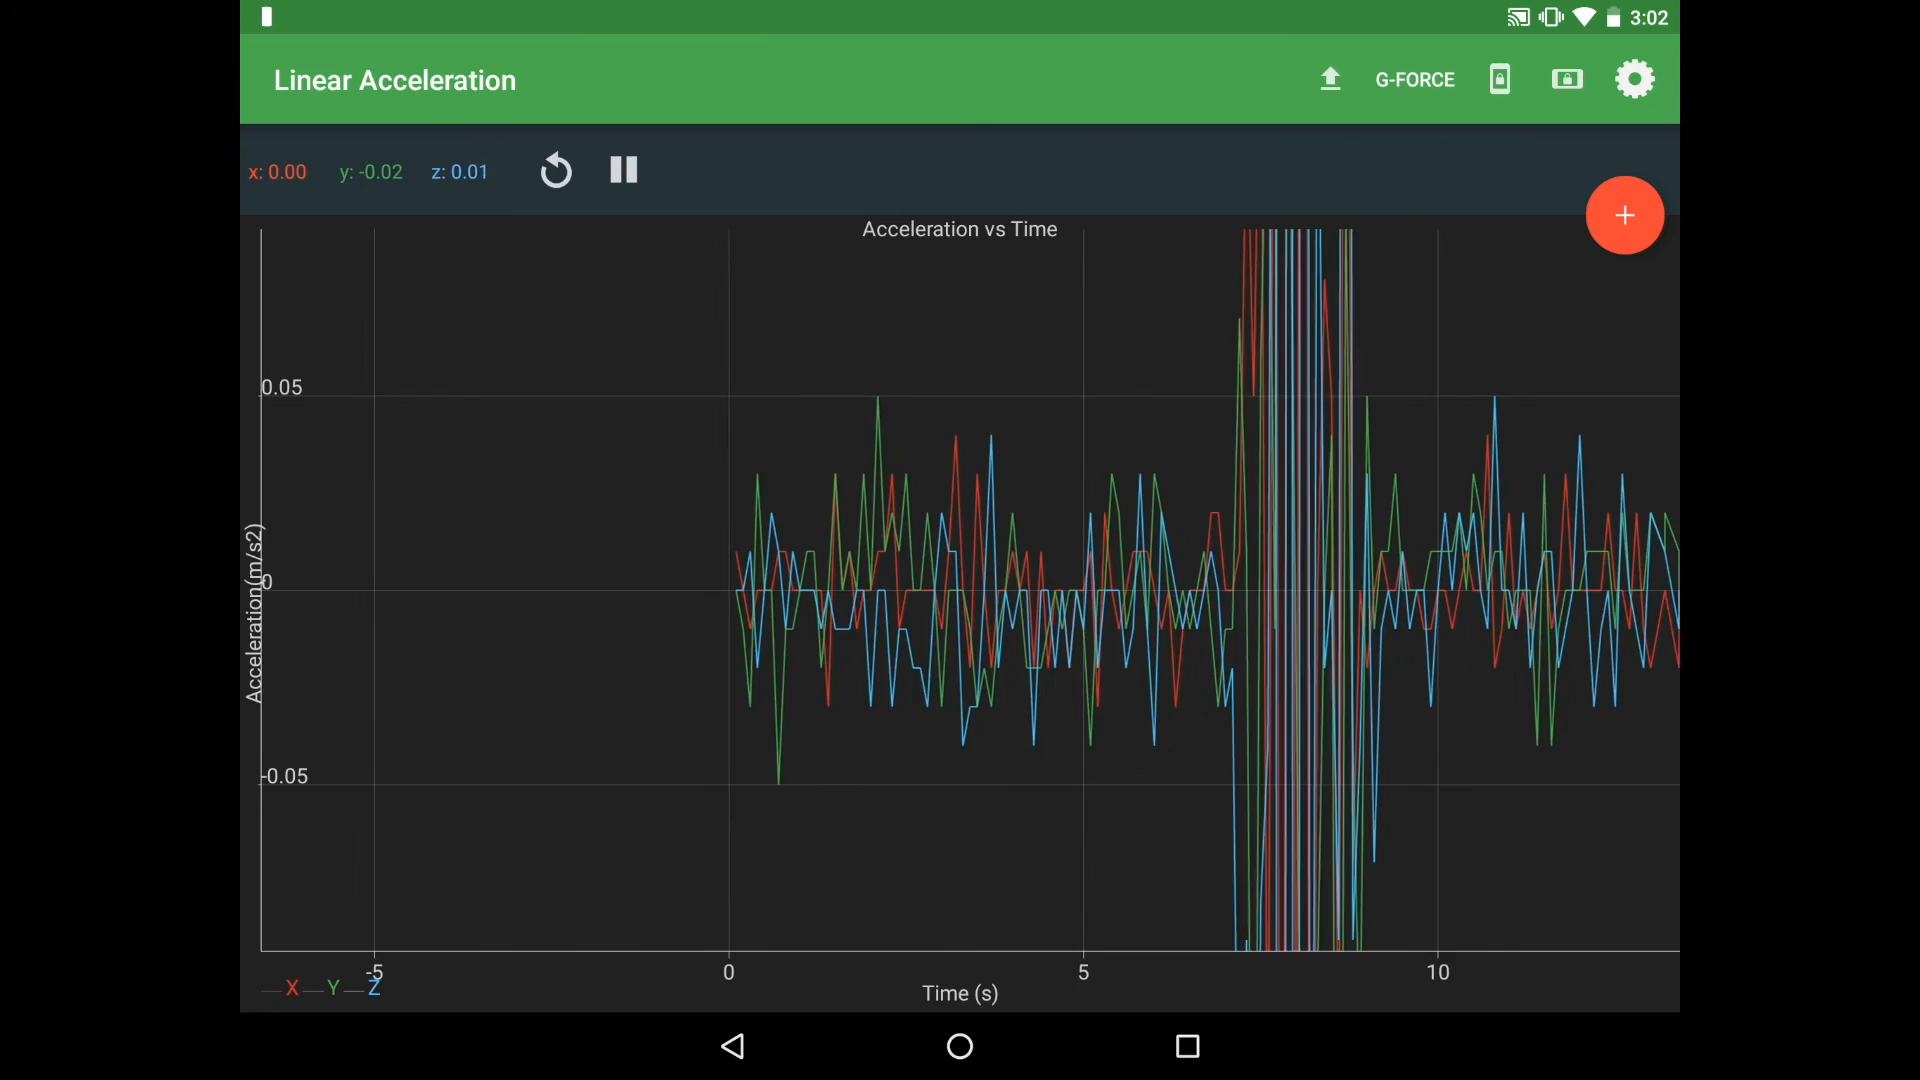 3:02
Linear Acceleration
G-FORCE
x: 0.00 y: -0.02 z: 0.01
+
Acceleration vs Time
0.05
0
-0.05
Acceleration(m/s2)
-5 0 5 10
X Y Z
Time (s)